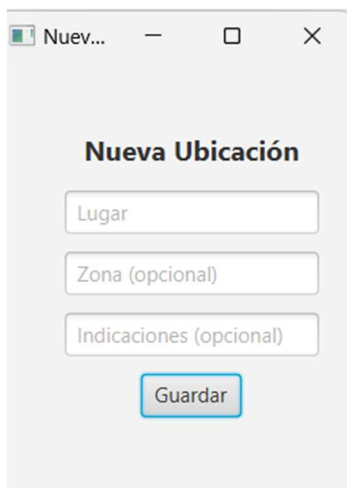 Nuev...
Nueva Ubicación
Lugar
Zona (opcional)
Indicaciones (opcional)
Guardar